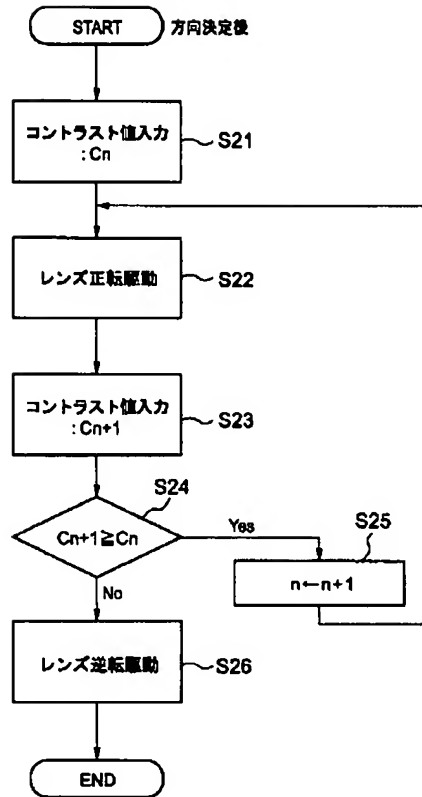 START 方向決定後
コントラスト値入力
: Cn
S21
レンズ正転駆動
S22
コントラスト値入力
: Cn+1
S23
S24
Cn+1≧Cn
Yes
S25
n←n+1
No
レンズ逆転駆動
S26
END